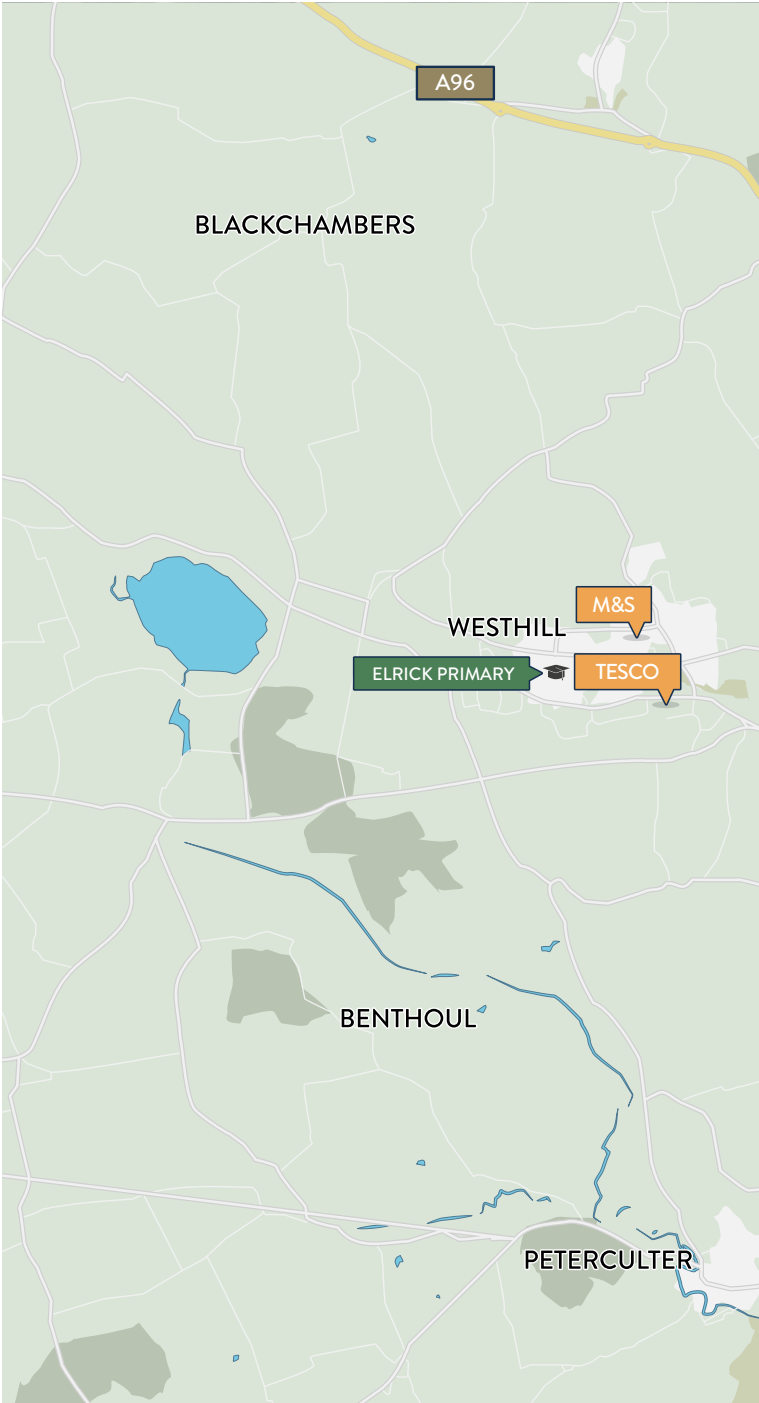 A96
BLACKCHAMBERS
M&S
WESTHILL
ELRICK PRIMARY
TESCO
BENTHOUL
PETERCULTER